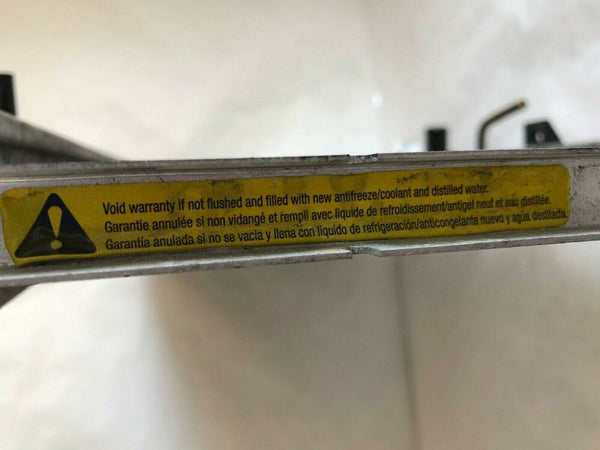 Void warranty if not flushed and filled with new antifreeze/coolant and distilled water.
Garantie annulée si non vidangé et rempli avec liquide de refroidissement/antigel neuf et eau distillée.
Garantía anulada si no se vacia y llena con liquido de refrigeración/anticongelante nuevo y agua destilada.